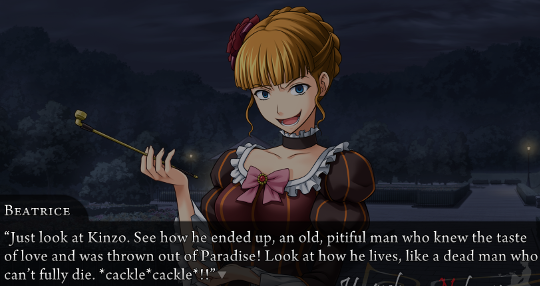 BEATRICE
“Just look at Kinzo. See how he ended up, an old, pitiful man who knew the taste
of love and was thrown out of Paradise! Look at how he lives, like a dead man who
can’t fully die. *cackle*cackle*!!”